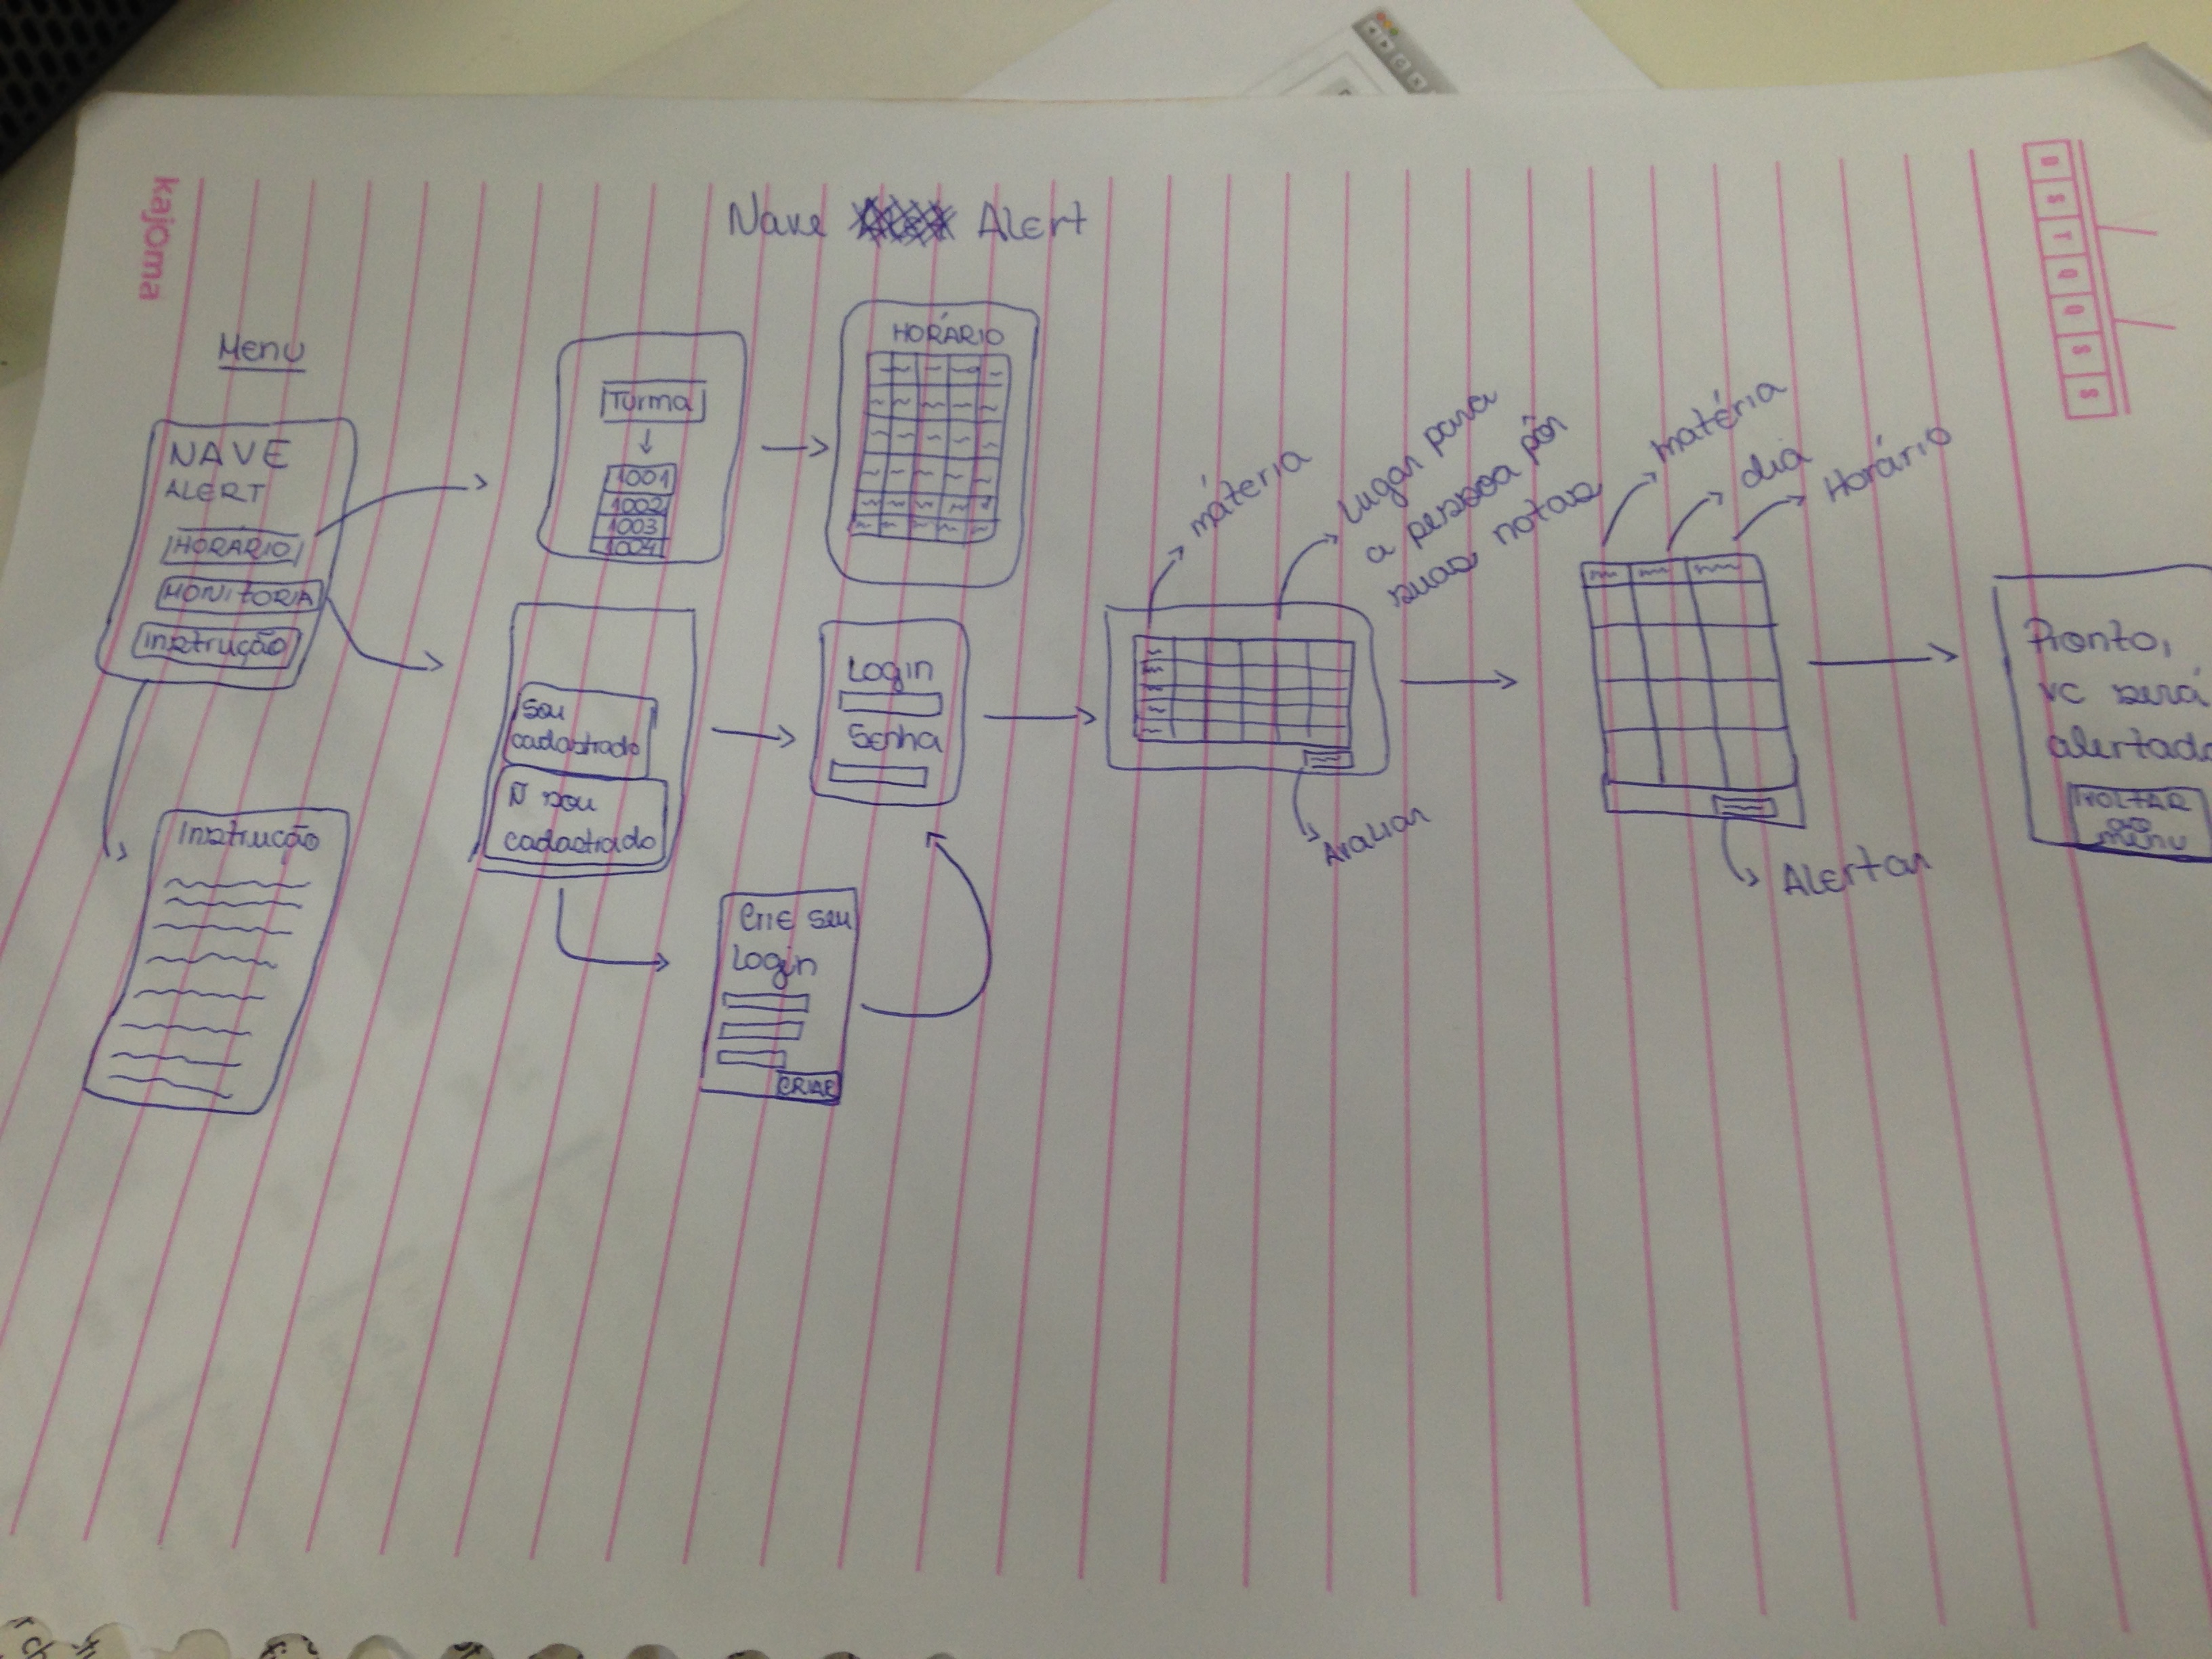 kajoma
D S T Q Q S S
Nave Alert
Menu
NAVE
ALERT
HORÁRIO
MONITORIA
Instrução
Turma
1001
1002
1003
1004
HORÁRIO
Instrução
Sou
cadastrado
Ñ sou
cadastrado
Login
Senha
Crie seu
Login
CRIAR
máteria
Lugar para
a pessoa pôr
suas notas
Avaliar
matéria
dia
Horário
Alertar
Pronto,
vc será
alertado
VOLTAR
ao
menu